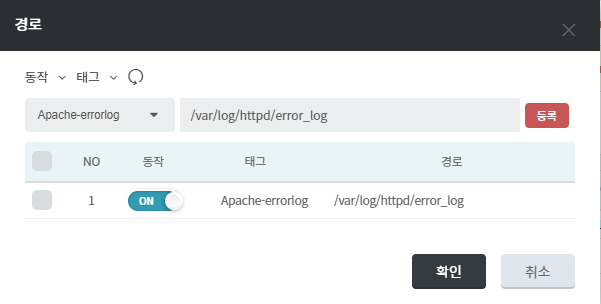 경로
동작 태그
Apache-errorlog /var/log/httpd/error_log 등록
NO 동작 태그 경로
1 ON Apache-errorlog /var/log/httpd/error_log
확인 취소